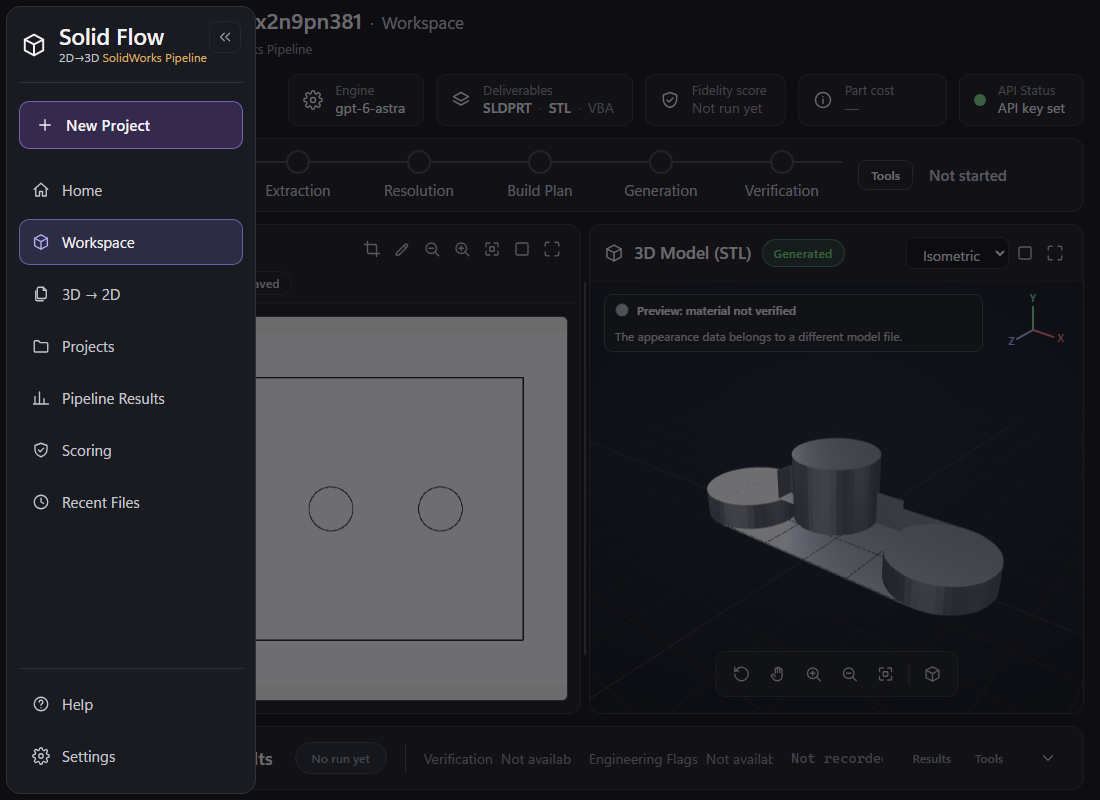 Solid Flow
2D→3D SolidWorks Pipeline
New Project
Home
Workspace
3D → 2D
Projects
Pipeline Results
Scoring
Recent Files
Help
Settings
x2n9pn381 · Workspace
Pipeline
Engine
gpt-6-astra
Deliverables
SLDPRT · STL · VBA
Fidelity score
Not run yet
Part cost
—
API Status
API key set
Extraction
Resolution
Build Plan
Generation
Verification
Tools
Not started
3D Model (STL)
Generated
Isometric
Preview: material not verified
The appearance data belongs to a different model file.
Y
X
Z
No run yet
Verification Not availab
Engineering Flags Not availat
Not recorde
Results
Tools